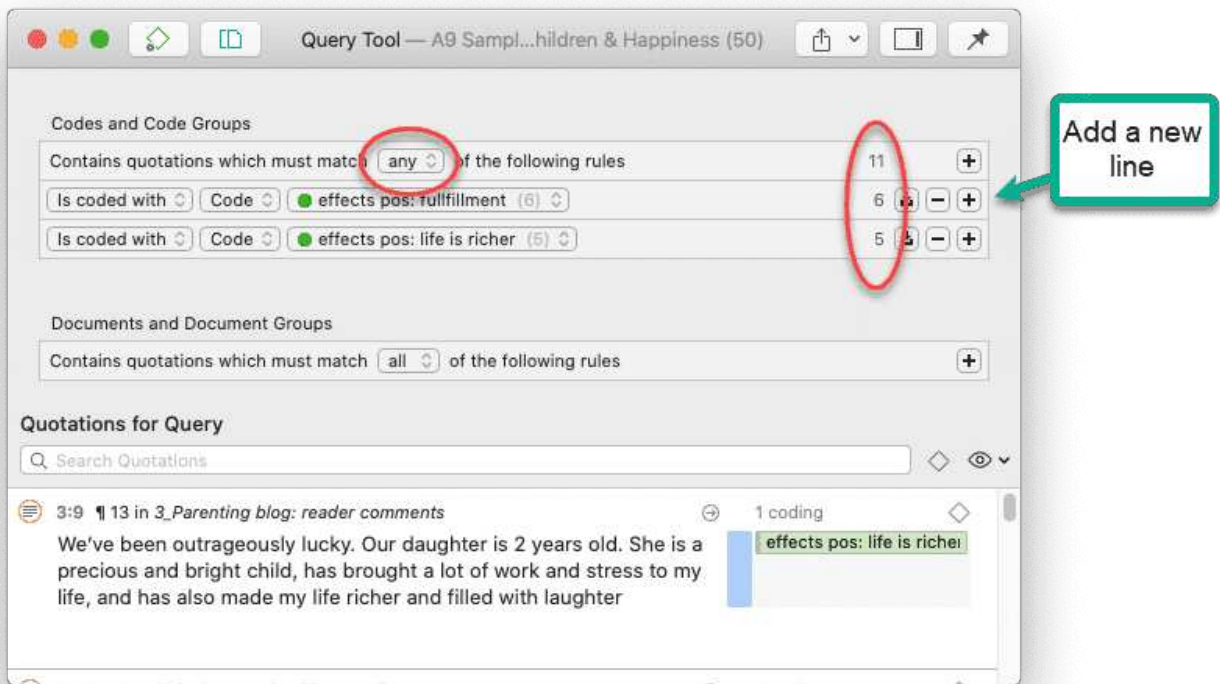 Query Tool — A9 Sampl...hildren & Happiness (50)
Add a new
line
Codes and Code Groups
Contains quotations which must match any of the following rules 11
Is coded with Code effects pos: fullfillment (6) 6
Is coded with Code effects pos: life is richer (5) 5
Documents and Document Groups
Contains quotations which must match all of the following rules
Quotations for Query
Search Quotations
3:9 ¶ 13 in 3_Parenting blog: reader comments 1 coding
We've been outrageously lucky. Our daughter is 2 years old. She is a
effects pos: life is richer
precious and bright child, has brought a lot of work and stress to my
life, and has also made my life richer and filled with laughter